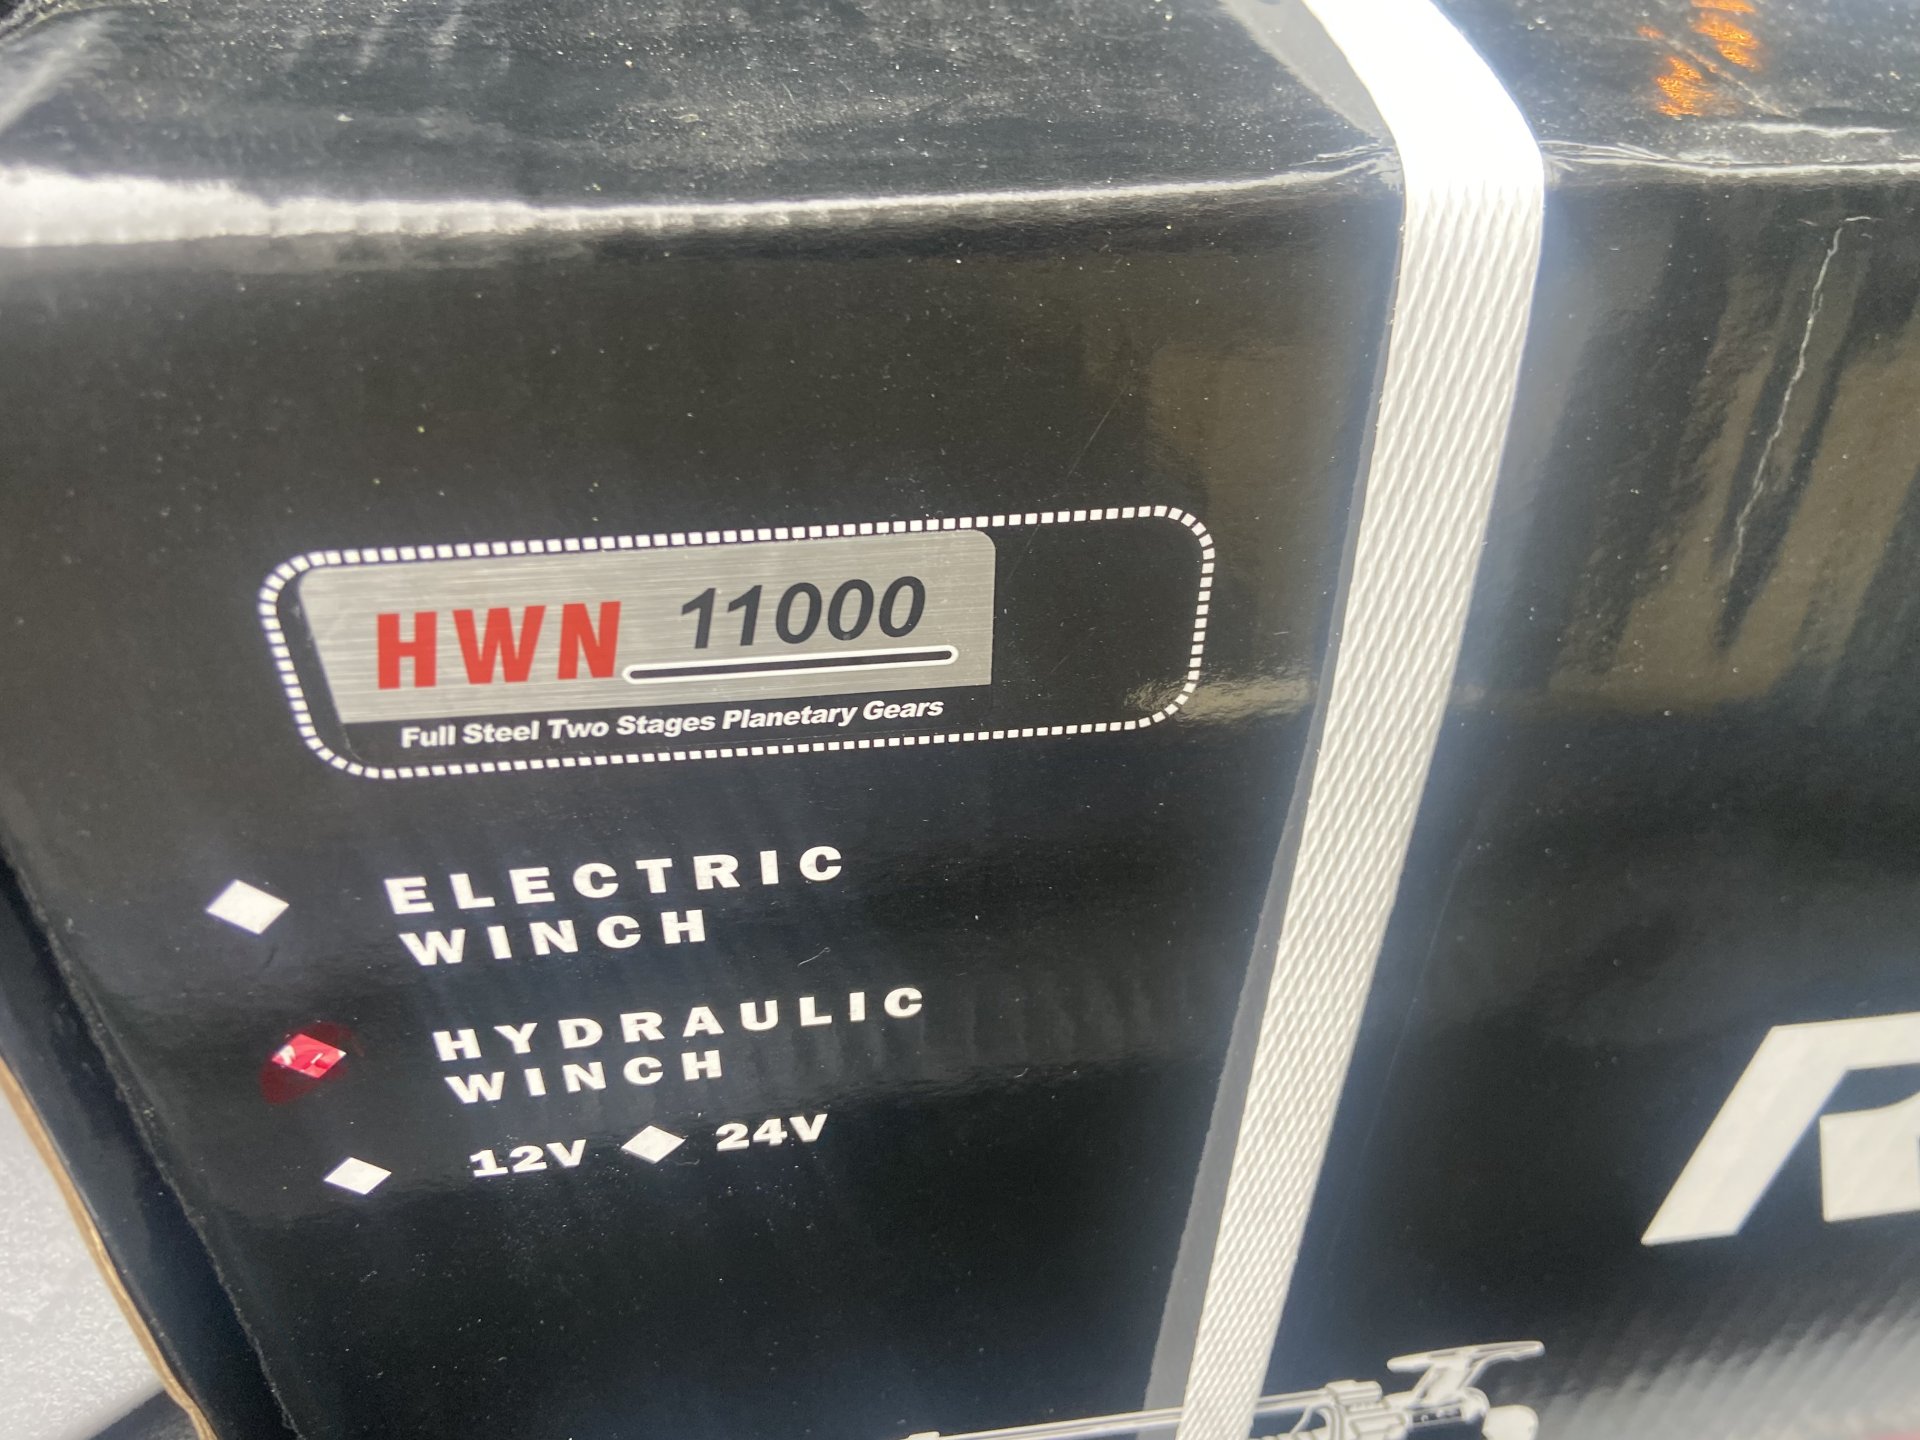 HWN 11000
Full Steel Two Stages Planetary Gears
ELECTRIC
WINCH
HYDRAULIC
WINCH
12V 24V